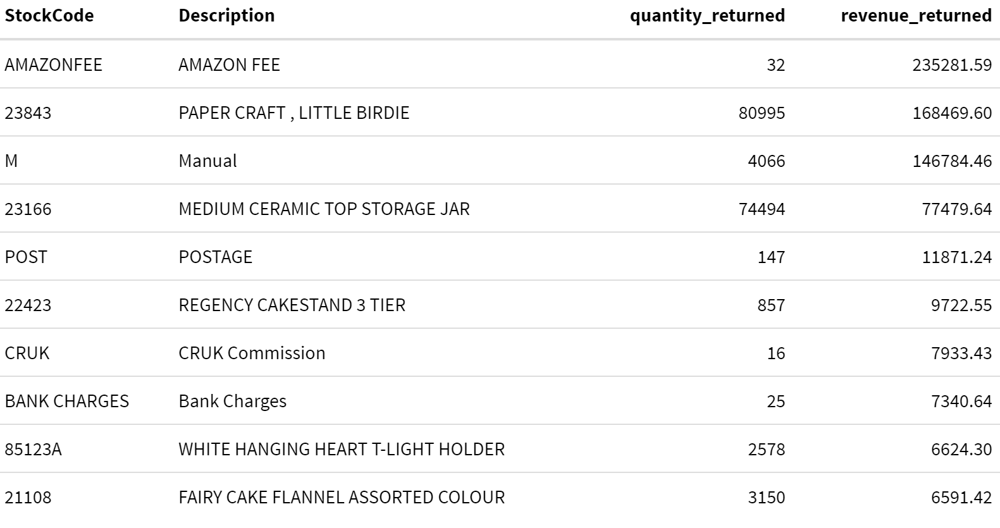 StockCode Description quantity_returned revenue_returned
AMAZONFEE AMAZON FEE 32 235281.59
23843 PAPER CRAFT , LITTLE BIRDIE 80995 168469.60
M Manual 4066 146784.46
23166 MEDIUM CERAMIC TOP STORAGE JAR 74494 77479.64
POST POSTAGE 147 11871.24
22423 REGENCY CAKESTAND 3 TIER 857 9722.55
CRUK CRUK Commission 16 7933.43
BANK CHARGES Bank Charges 25 7340.64
85123A WHITE HANGING HEART T-LIGHT HOLDER 2578 6624.30
21108 FAIRY CAKE FLANNEL ASSORTED COLOUR 3150 6591.42